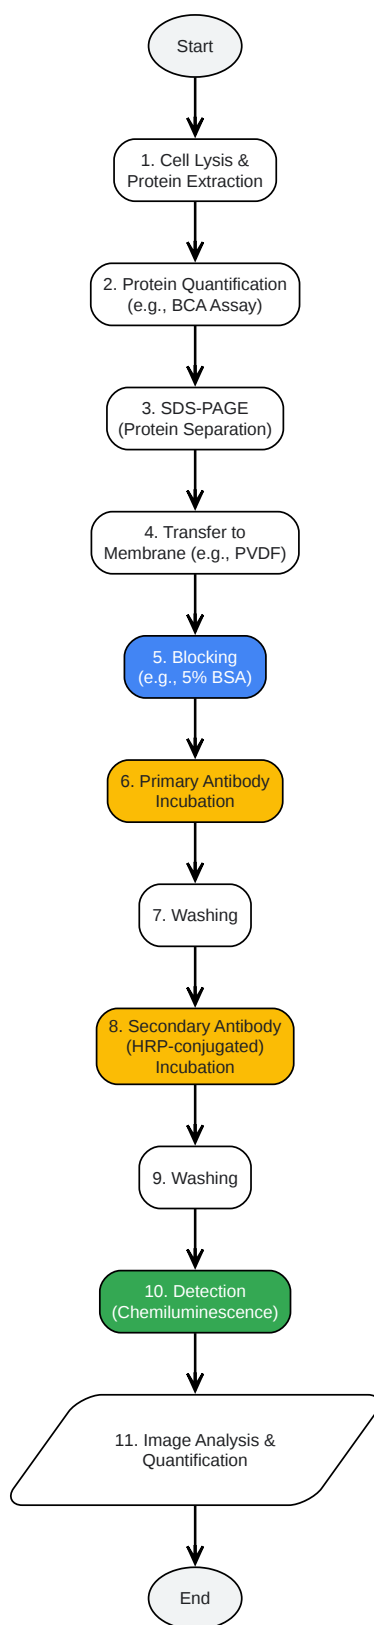 Start
1. Cell Lysis &
Protein Extraction
2. Protein Quantification
(e.g., BCA Assay)
3. SDS-PAGE
(Protein Separation)
4. Transfer to
Membrane (e.g., PVDF)
5. Blocking
(e.g., 5% BSA)
6. Primary Antibody
Incubation
7. Washing
8. Secondary Antibody
(HRP-conjugated)
Incubation
9. Washing
10. Detection
(Chemiluminescence)
11. Image Analysis &
Quantification
End